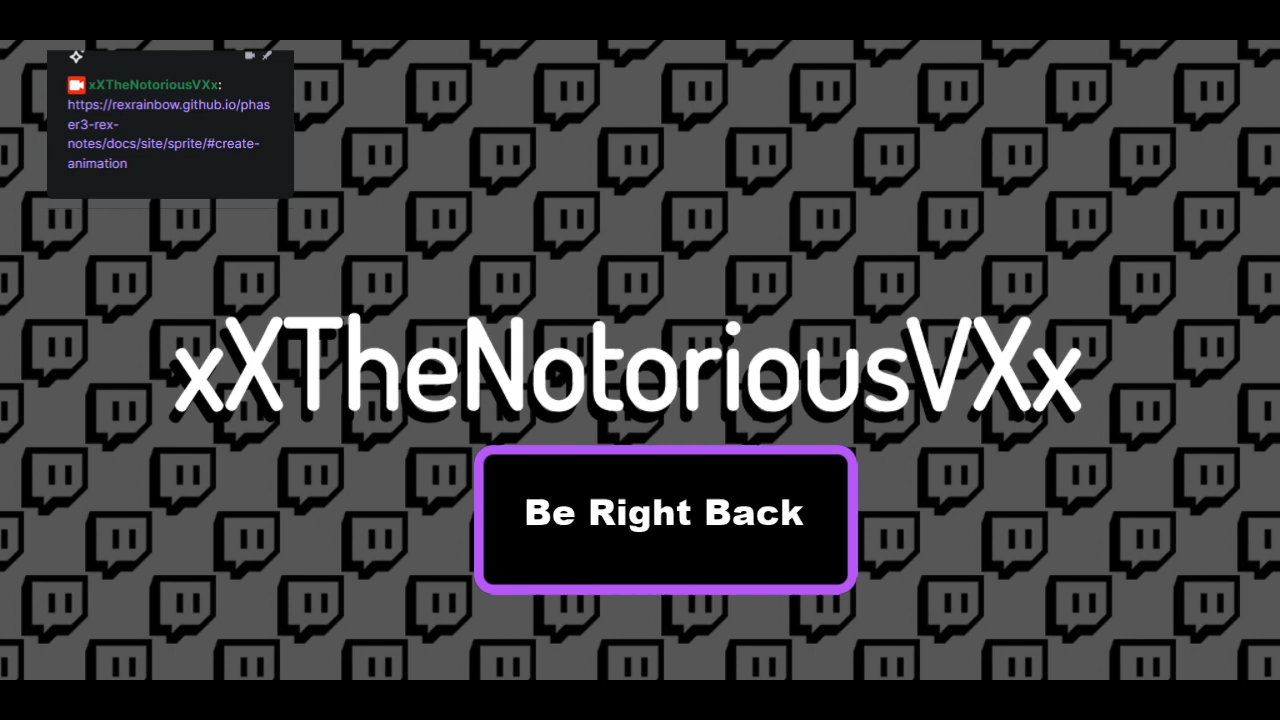 xXTheNotoriousVXx:
https://rexrainbow.github.io/phas
er3-rex-
notes/docs/site/sprite/#create-
animation
xXTheNotoriousVXx
Be Right Back